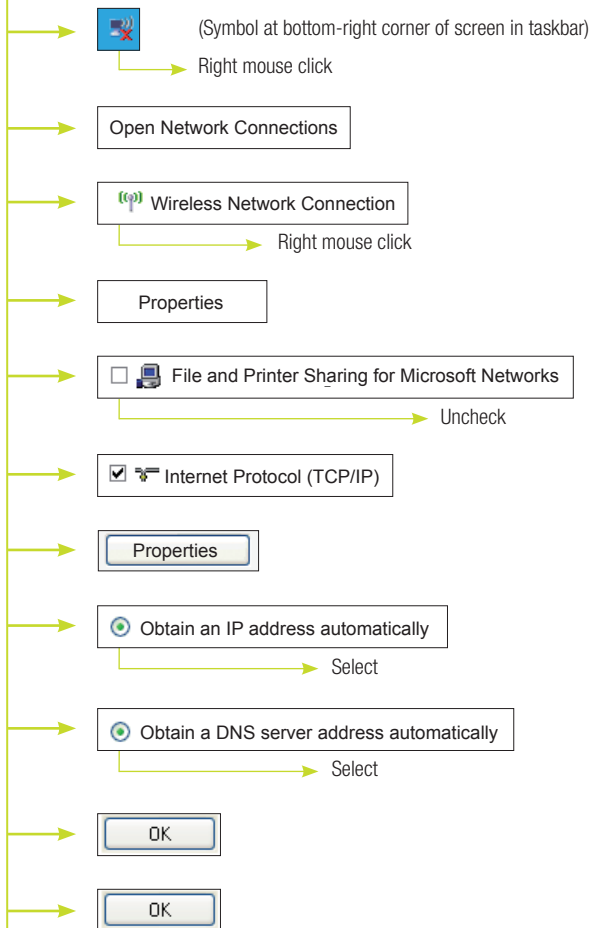 (Symbol at bottom-right corner of screen in taskbar)
Right mouse click
Open Network Connections
Wireless Network Connection
Right mouse click
Properties
File and Printer Sharing for Microsoft Networks
Uncheck
Internet Protocol (TCP/IP)
Properties
Obtain an IP address automatically
Select
Obtain a DNS server address automatically
Select
OK
OK